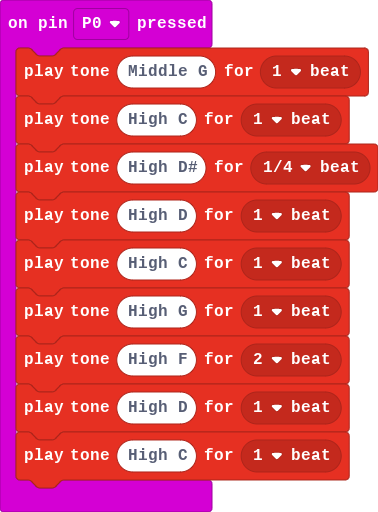 on pin P0 pressed
play tone Middle G for 1 beat
play tone High C for 1 beat
play tone High D# for 1/4 beat
play tone High D for 1 beat
play tone High C for 1 beat
play tone High G for 1 beat
play tone High F for 2 beat
play tone High D for 1 beat
play tone High C for 1 beat